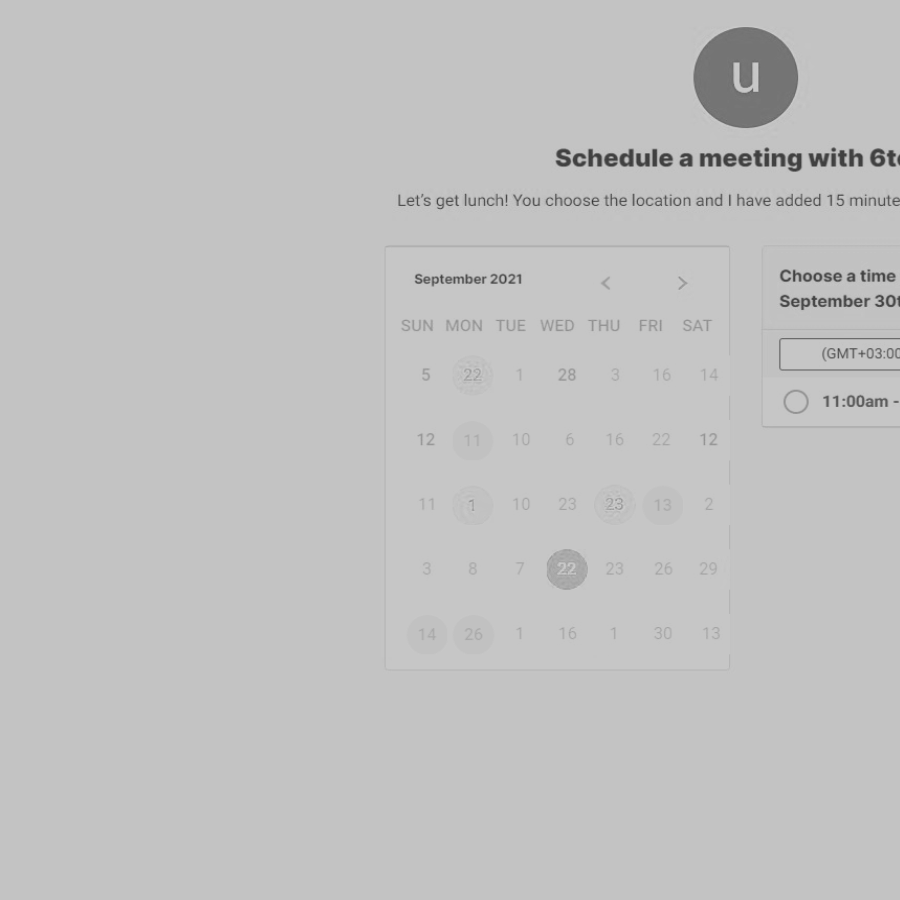 u
Schedule a meeting with 6t
Let's get lunch! You choose the location and I have added 15 minute
September 2021
SUN MON TUE WED THU FRI SAT
5 22 1 28 3 16 14
12 11 10 6 16 22 12
11 1 10 23 23 13 2
3 8 7 22 23 26 29
14 26 1 16 1 30 13
Choose a time
September 30t
(GMT+03:00
11:00am -